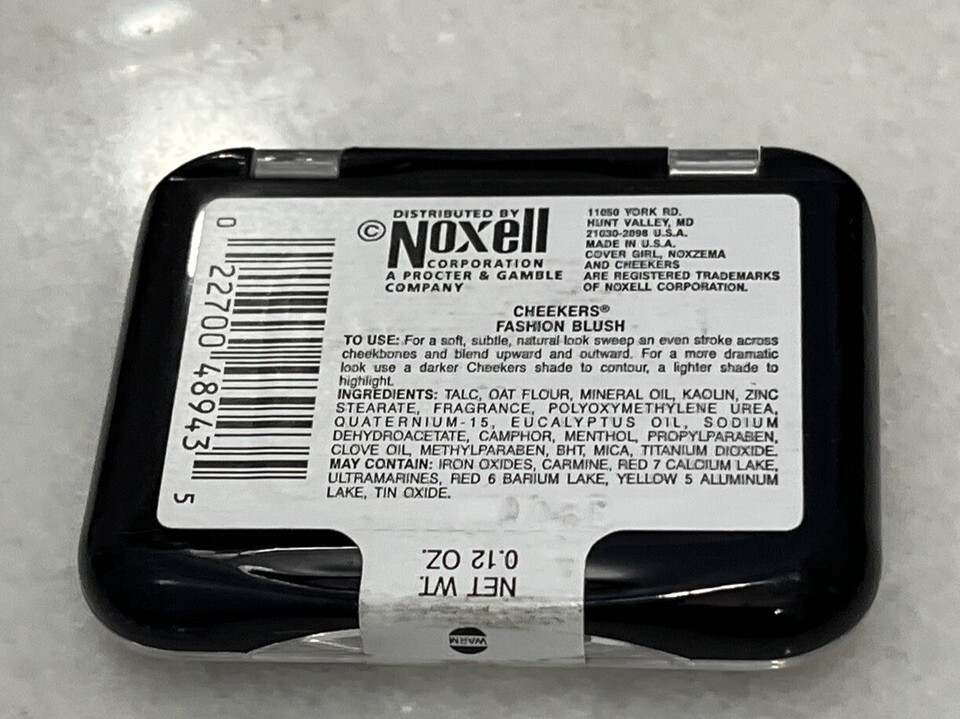 DISTRIBUTED BY
© Noxell
CORPORATION
A PROCTER & GAMBLE
COMPANY
11050 YORK RD.
HUNT VALLEY, MD
21030-2098 U.S.A.
MADE IN U.S.A.
COVER GIRL, NOXZEMA
AND CHEEKERS
ARE REGISTERED TRADEMARKS
OF NOXELL CORPORATION.
CHEEKERS®
FASHION BLUSH
TO USE: For a soft, subtle, natural look sweep an even stroke across
cheekbones and blend upward and outward. For a more dramatic
look use a darker Cheekers shade to contour, a lighter shade to
highlight.
INGREDIENTS: TALC, OAT FLOUR, MINERAL OIL, KAOLIN, ZINC
STEARATE, FRAGRANCE, POLYOXYMETHYLENE UREA,
QUATERNIUM-15, EUCALYPTUS OIL, SODIUM
DEHYDROACETATE, CAMPHOR, MENTHOL, PROPYLPARABEN,
CLOVE OIL, METHYLPARABEN, BHT, MICA, TITANIUM DIOXIDE.
MAY CONTAIN: IRON OXIDES, CARMINE, RED 7 CALCIUM LAKE,
ULTRAMARINES, RED 6 BARIUM LAKE, YELLOW 5 ALUMINUM
LAKE, TIN OXIDE.
0 22700 48943 5
NET WT.
0.12 OZ.
WARM